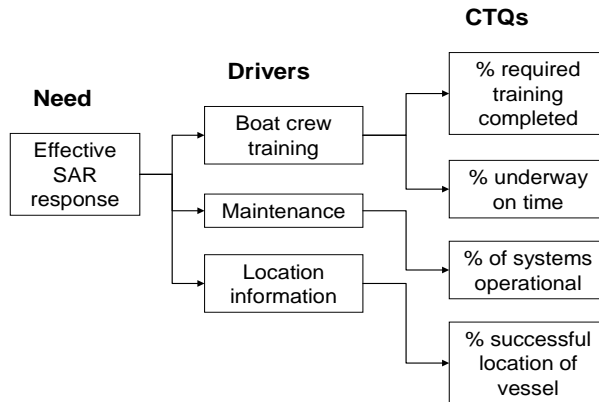 CTQs
Drivers
Need
Effective
SAR
response
Boat crew
training
Maintenance
Location
information
% required
training
completed
% underway
on time
% of systems
operational
% successful
location of
vessel